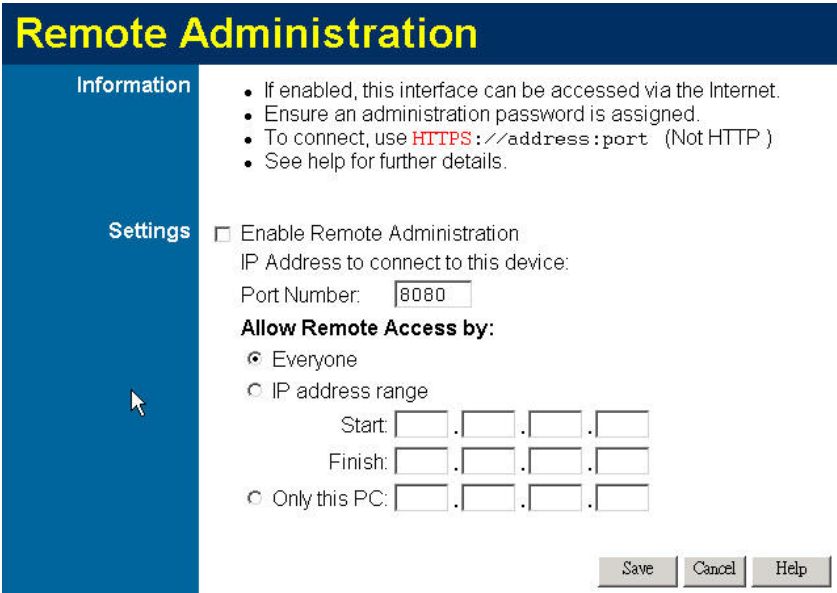 Remote Administration
Information
If enabled, this interface can be accessed via the Internet.
Ensure an administration password is assigned.
To connect, use HTTPS://address:port (Not HTTP )
See help for further details.
Settings
Enable Remote Administration
IP Address to connect to this device:
Port Number: 8080
Allow Remote Access by:
Everyone
IP address range
Start: . . .
Finish: . . .
Only this PC: . . .
Save Cancel Help